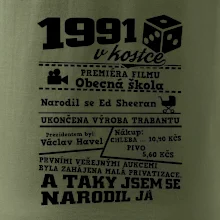 1991
v kostce
PREMIÉRA FILMU
Obecná škola
Narodil se Ed Sheeran
UKONČENA VÝROBA TRABANTU
Prezidentem byl:
Václav Havel
Nákup:
CHLEBA 10,40 KČS
PIVO
5,60 KČS
PRVNÍMI VEŘEJNÝMI AUKCEMI
BYLA ZAHÁJENA MALÁ PRIVATIZACE.
A TAKY JSEM SE
NARODIL JÁ